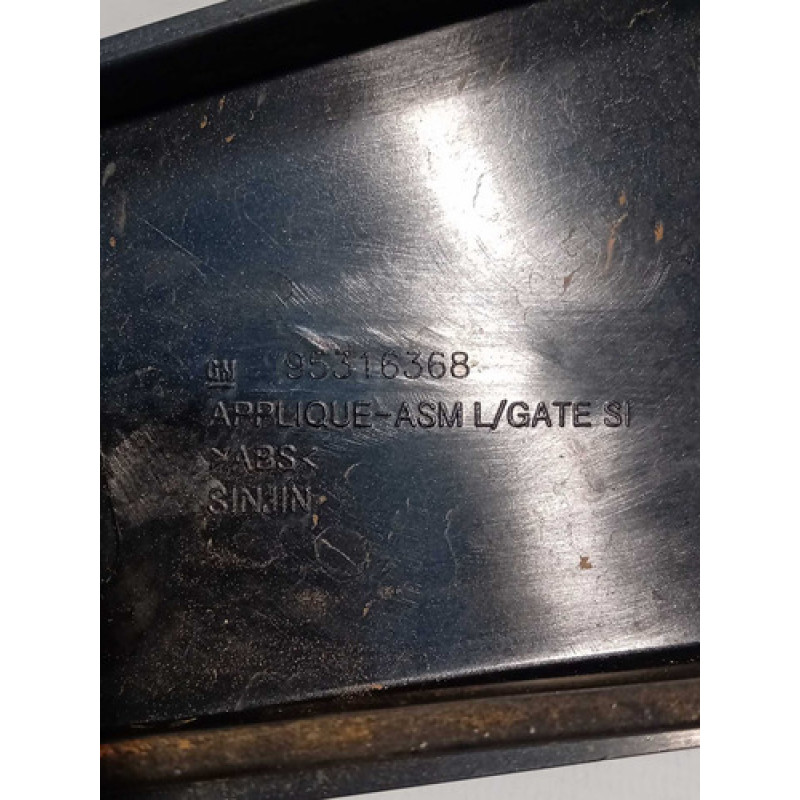 GM 95316368
APPLIQUE-ASM L/GATE SI
>ABS<
SINJIN